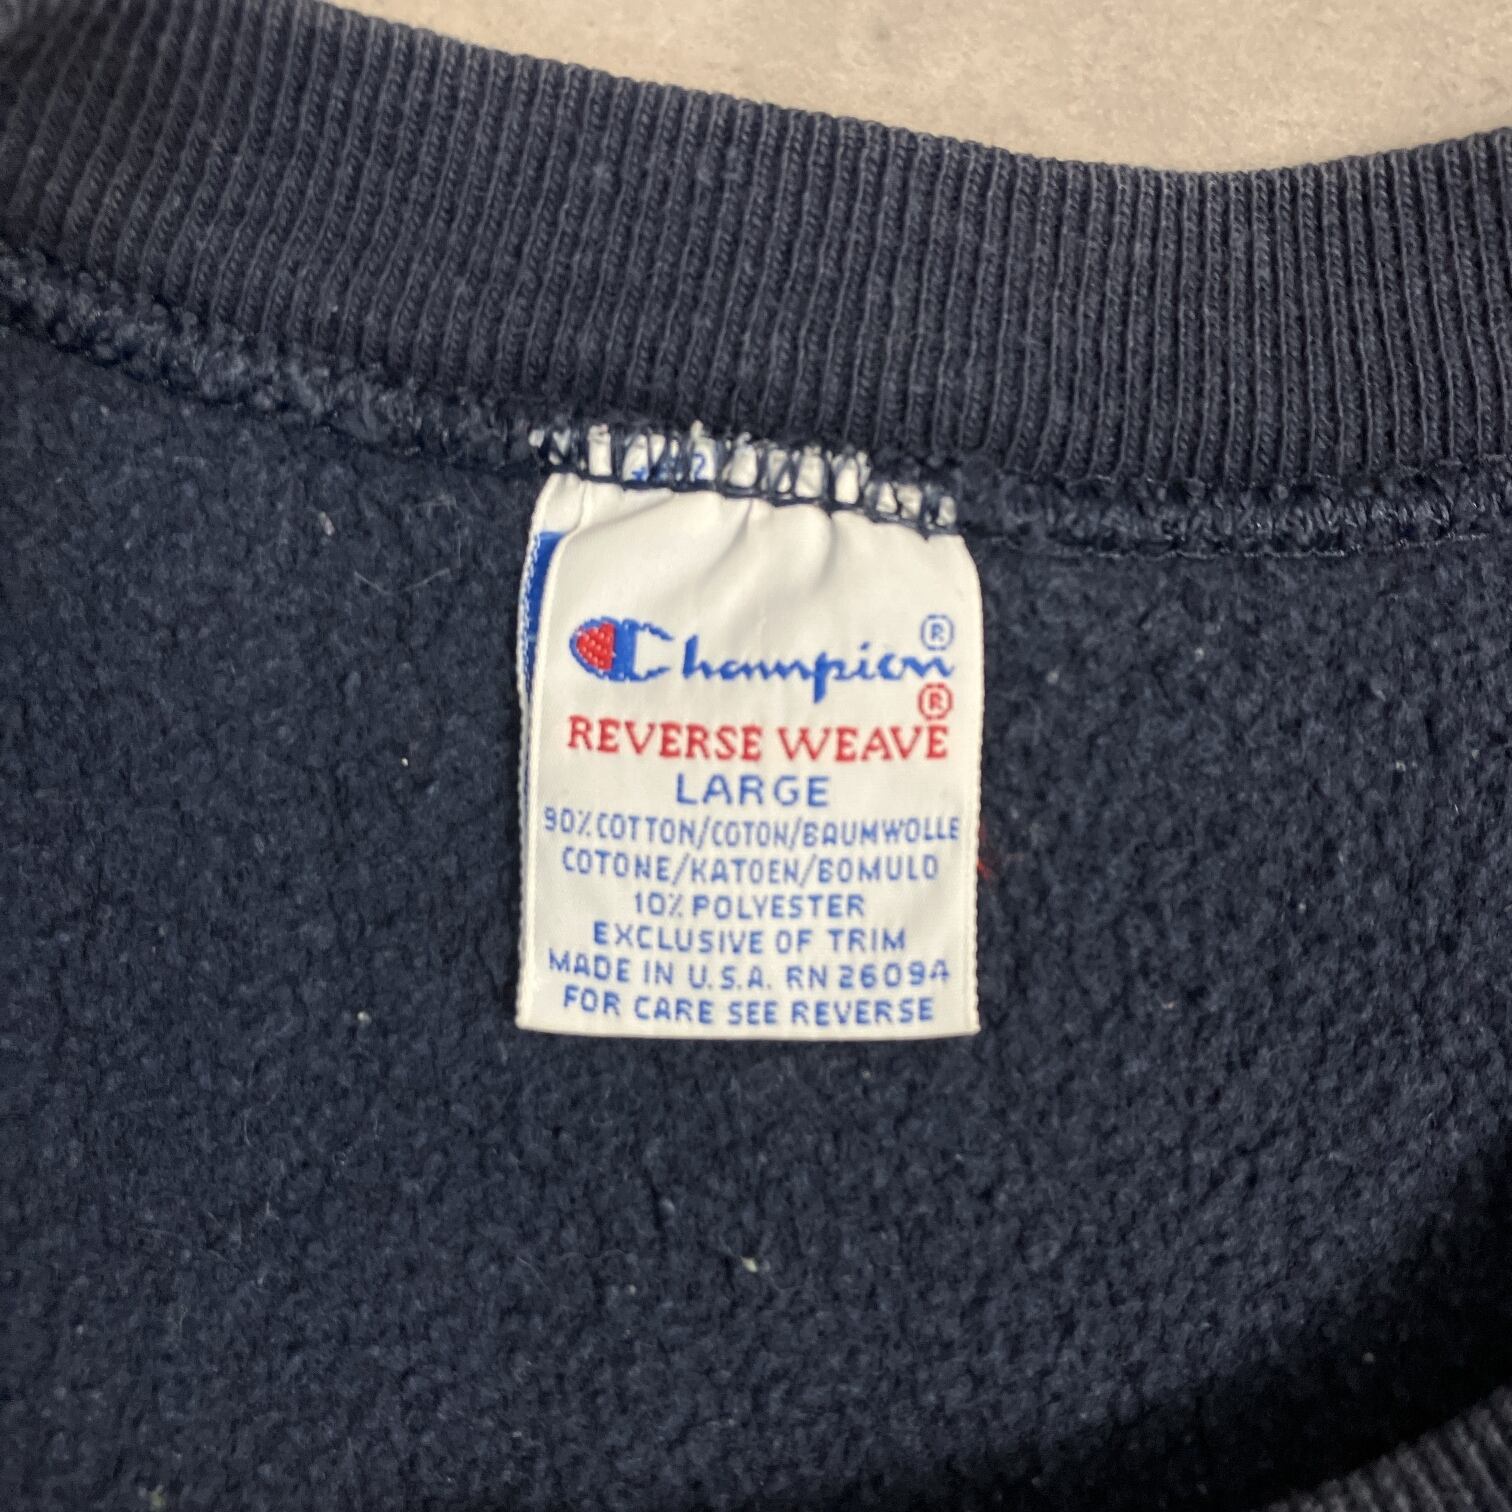 Champion®
REVERSE WEAVE®
LARGE
90% COTTON/COTON/BAUMWOLLE
COTONE/KATOEN/BOMULD
10% POLYESTER
EXCLUSIVE OF TRIM
MADE IN U.S.A. RN 26094
FOR CARE SEE REVERSE